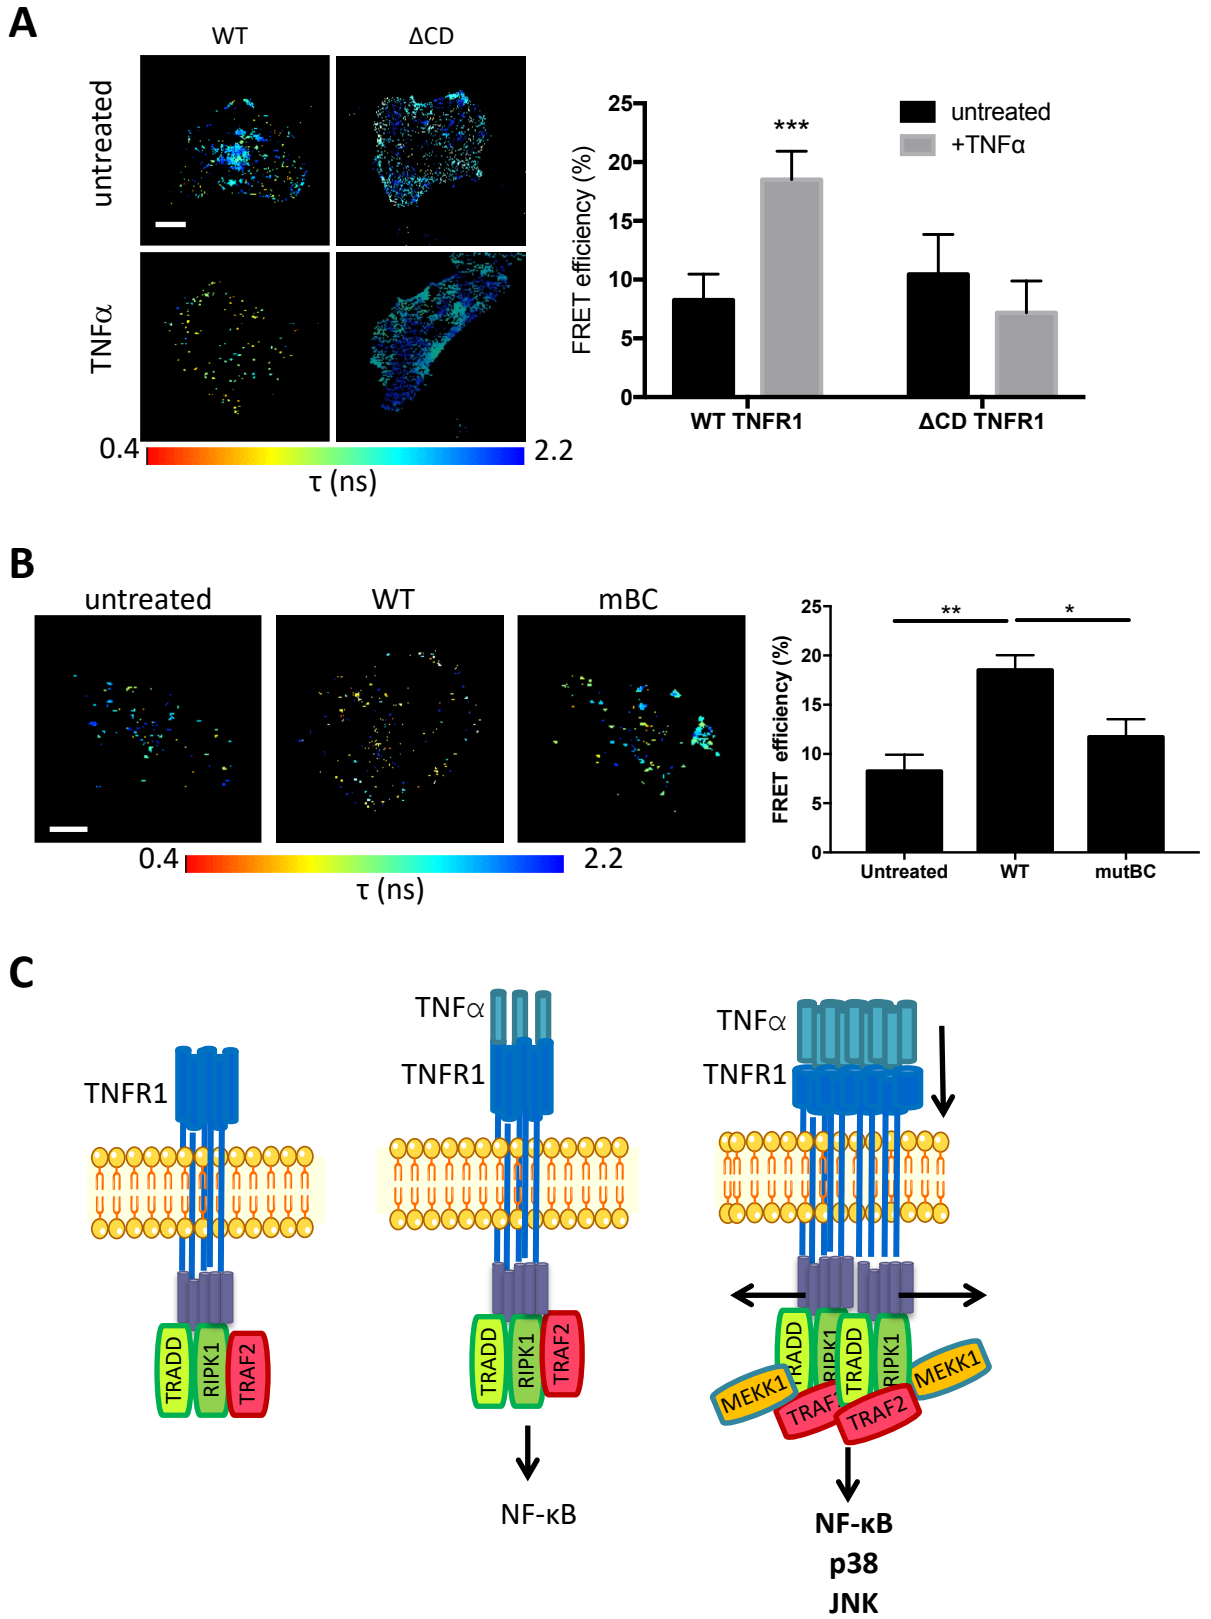 A
WT
ΔCD
untreated
TNFα
0.4
2.2
τ (ns)
FRET efficiency (%)
25
20
15
10
5
0
***
untreated
+TNFα
WT TNFR1
ΔCD TNFR1
B
untreated
WT
mBC
0.4
2.2
τ (ns)
FRET efficiency (%)
25
20
15
10
5
0
**
*
Untreated
WT
mutBC
C
TNFR1
TRADD
RIPK1
TRAF2
TNFα
TNFR1
TRADD
RIPK1
TRAF2
NF-κB
TNFα
TNFR1
TRADD
RIPK1
TRADD
RIPK1
MEKK1
MEKK1
TRAF2
TRAF2
NF-κB
p38
JNK